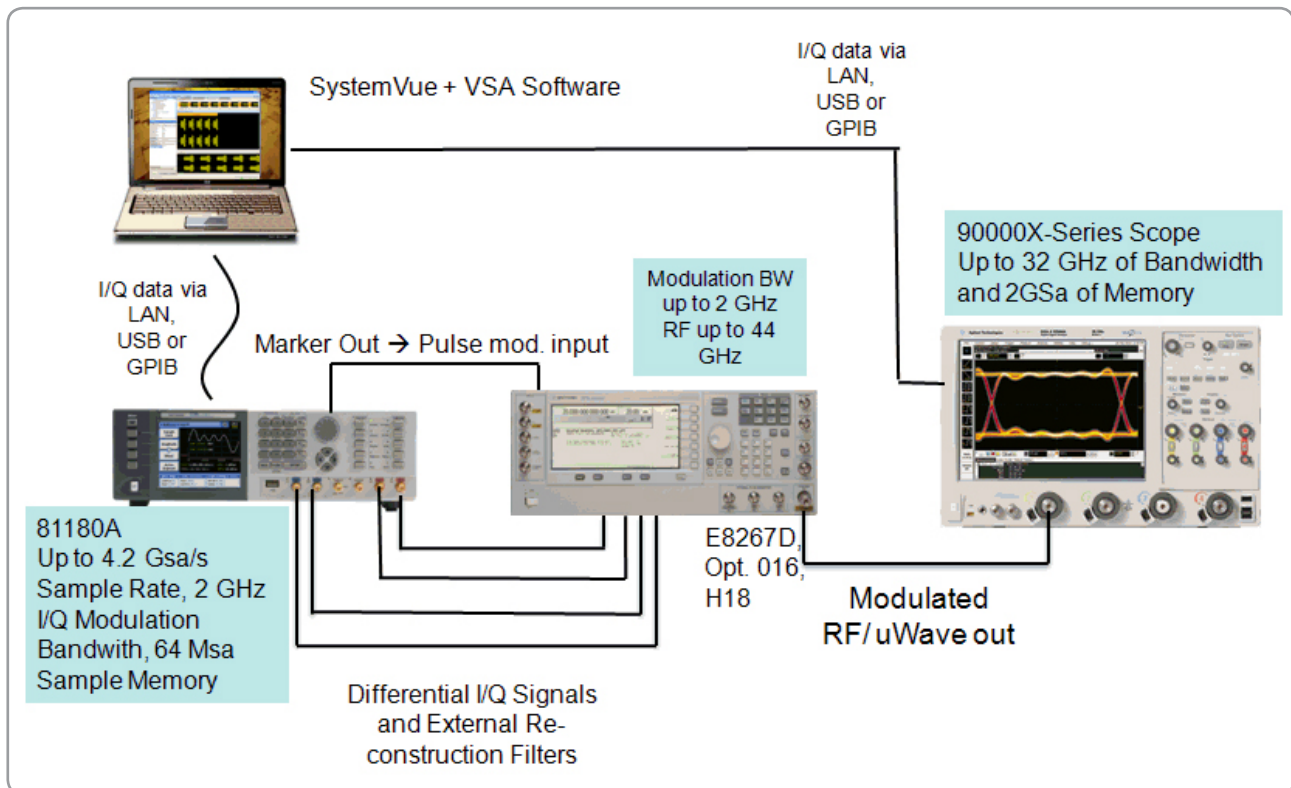 SystemVue + VSA Software
I/Q data via
LAN,
USB or
GPIB
90000X-Series Scope
Up to 32 GHz of Bandwidth
and 2GSa of Memory
Modulation BW
up to 2 GHz
RF up to 44
GHz
I/Q data via
LAN,
USB or
GPIB
Marker Out → Pulse mod. input
81180A
Up to 4.2 Gsa/s
Sample Rate, 2 GHz
I/Q Modulation
Bandwith, 64 Msa
Sample Memory
E8267D,
Opt. 016,
H18
Modulated
RF/ uWave out
Differential I/Q Signals
and External Re-
construction Filters